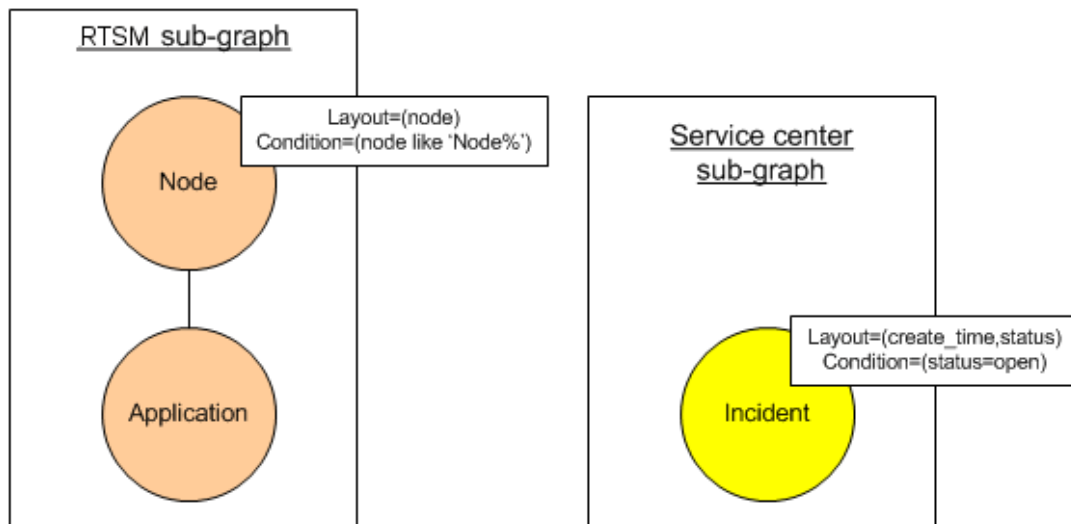 RTSM sub-graph
Layout=(node)
Condition=(node like ‘Node%’)
Node
Application
Service center
sub-graph
Layout=(create_time,status)
Condition=(status=open)
Incident